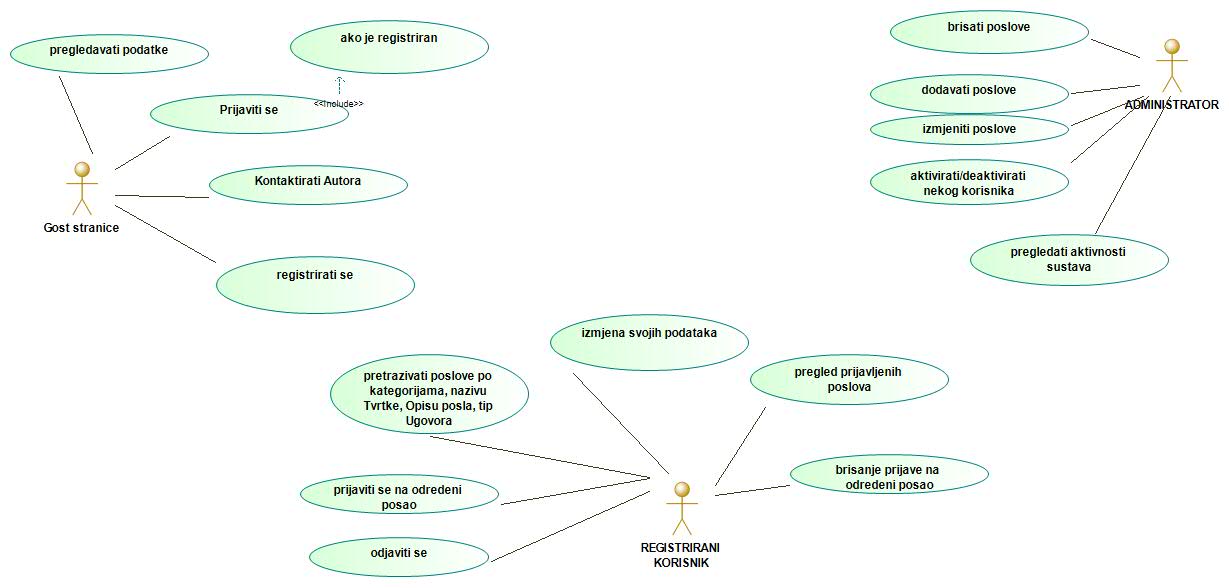 pregledavati podatke
ako je registriran
<<Include>>
Prijaviti se
Kontaktirati Autora
Gost stranice
registrirati se
brisati poslove
dodavati poslove
ADMINISTRATOR
izmjeniti poslove
aktivirati/deaktivirati
nekog korisnika
pregledati aktivnosti
sustava
izmjena svojih podataka
pretrazivati poslove po
kategorijama, nazivu
Tvrtke, Opisu posla, tip
Ugovora
pregled prijavljenih
poslova
prijaviti se na odredeni
posao
brisanje prijave na
odredeni posao
odjaviti se
REGISTRIRANI
KORISNIK